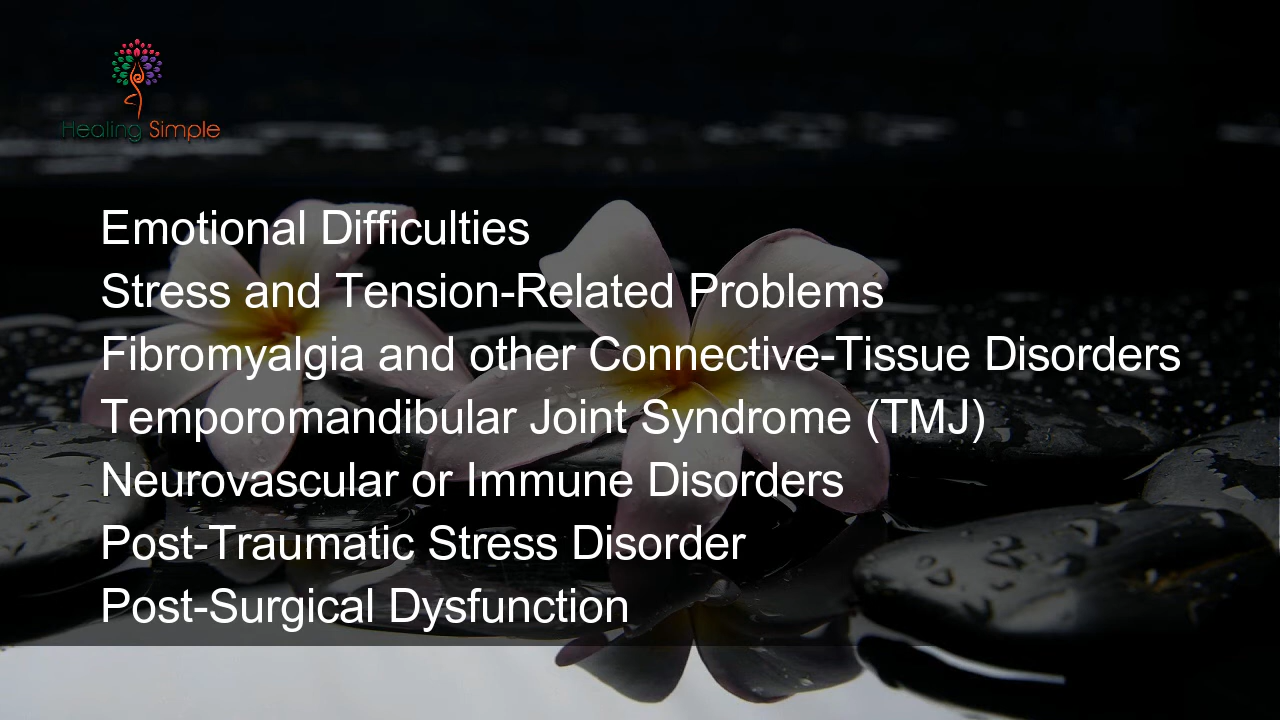 Healing Simple
Emotional Difficulties
Stress and Tension-Related Problems
Fibromyalgia and other Connective-Tissue Disorders
Temporomandibular Joint Syndrome (TMJ)
Neurovascular or Immune Disorders
Post-Traumatic Stress Disorder
Post-Surgical Dysfunction